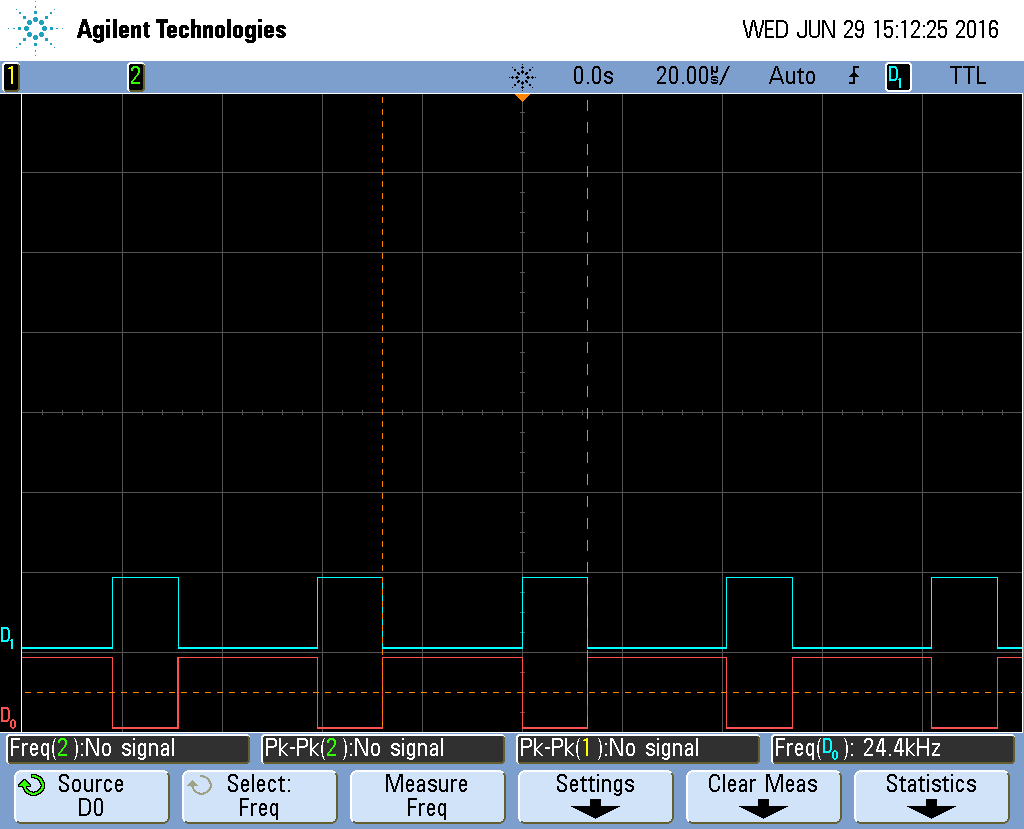 Agilent Technologies
WED JUN 29 15:12:25 2016
1 2 0.0s 20.00µs/ Auto D1 TTL
D1
D0
Freq(2):No signal Pk-Pk(2):No signal Pk-Pk(1):No signal Freq(D0): 24.4kHz
Source Select: Measure Settings Clear Meas Statistics
D0 Freq Freq